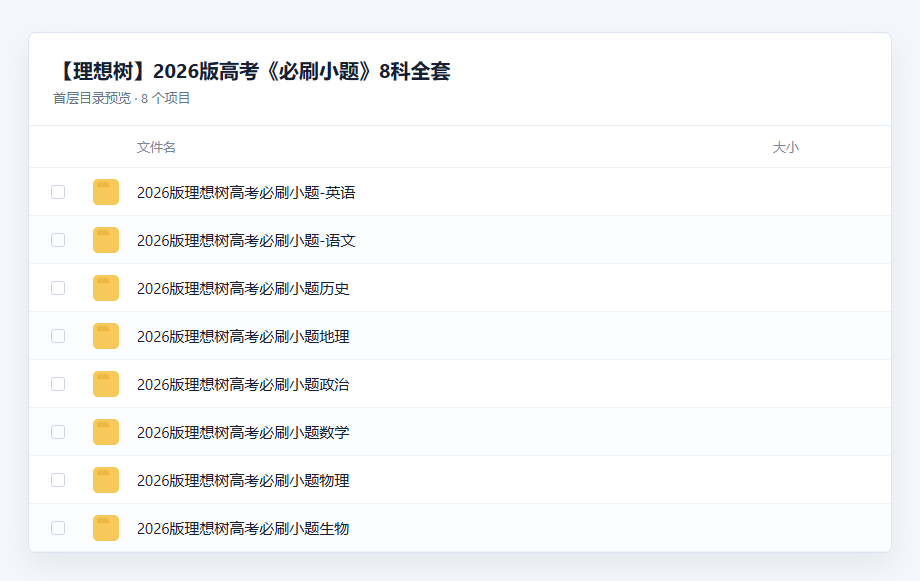 【理想树】2026版高考《必刷小题》8科全套
首层目录预览 · 8 个项目
文件名 大小
2026版理想树高考必刷小题-英语
2026版理想树高考必刷小题-语文
2026版理想树高考必刷小题历史
2026版理想树高考必刷小题地理
2026版理想树高考必刷小题政治
2026版理想树高考必刷小题数学
2026版理想树高考必刷小题物理
2026版理想树高考必刷小题生物